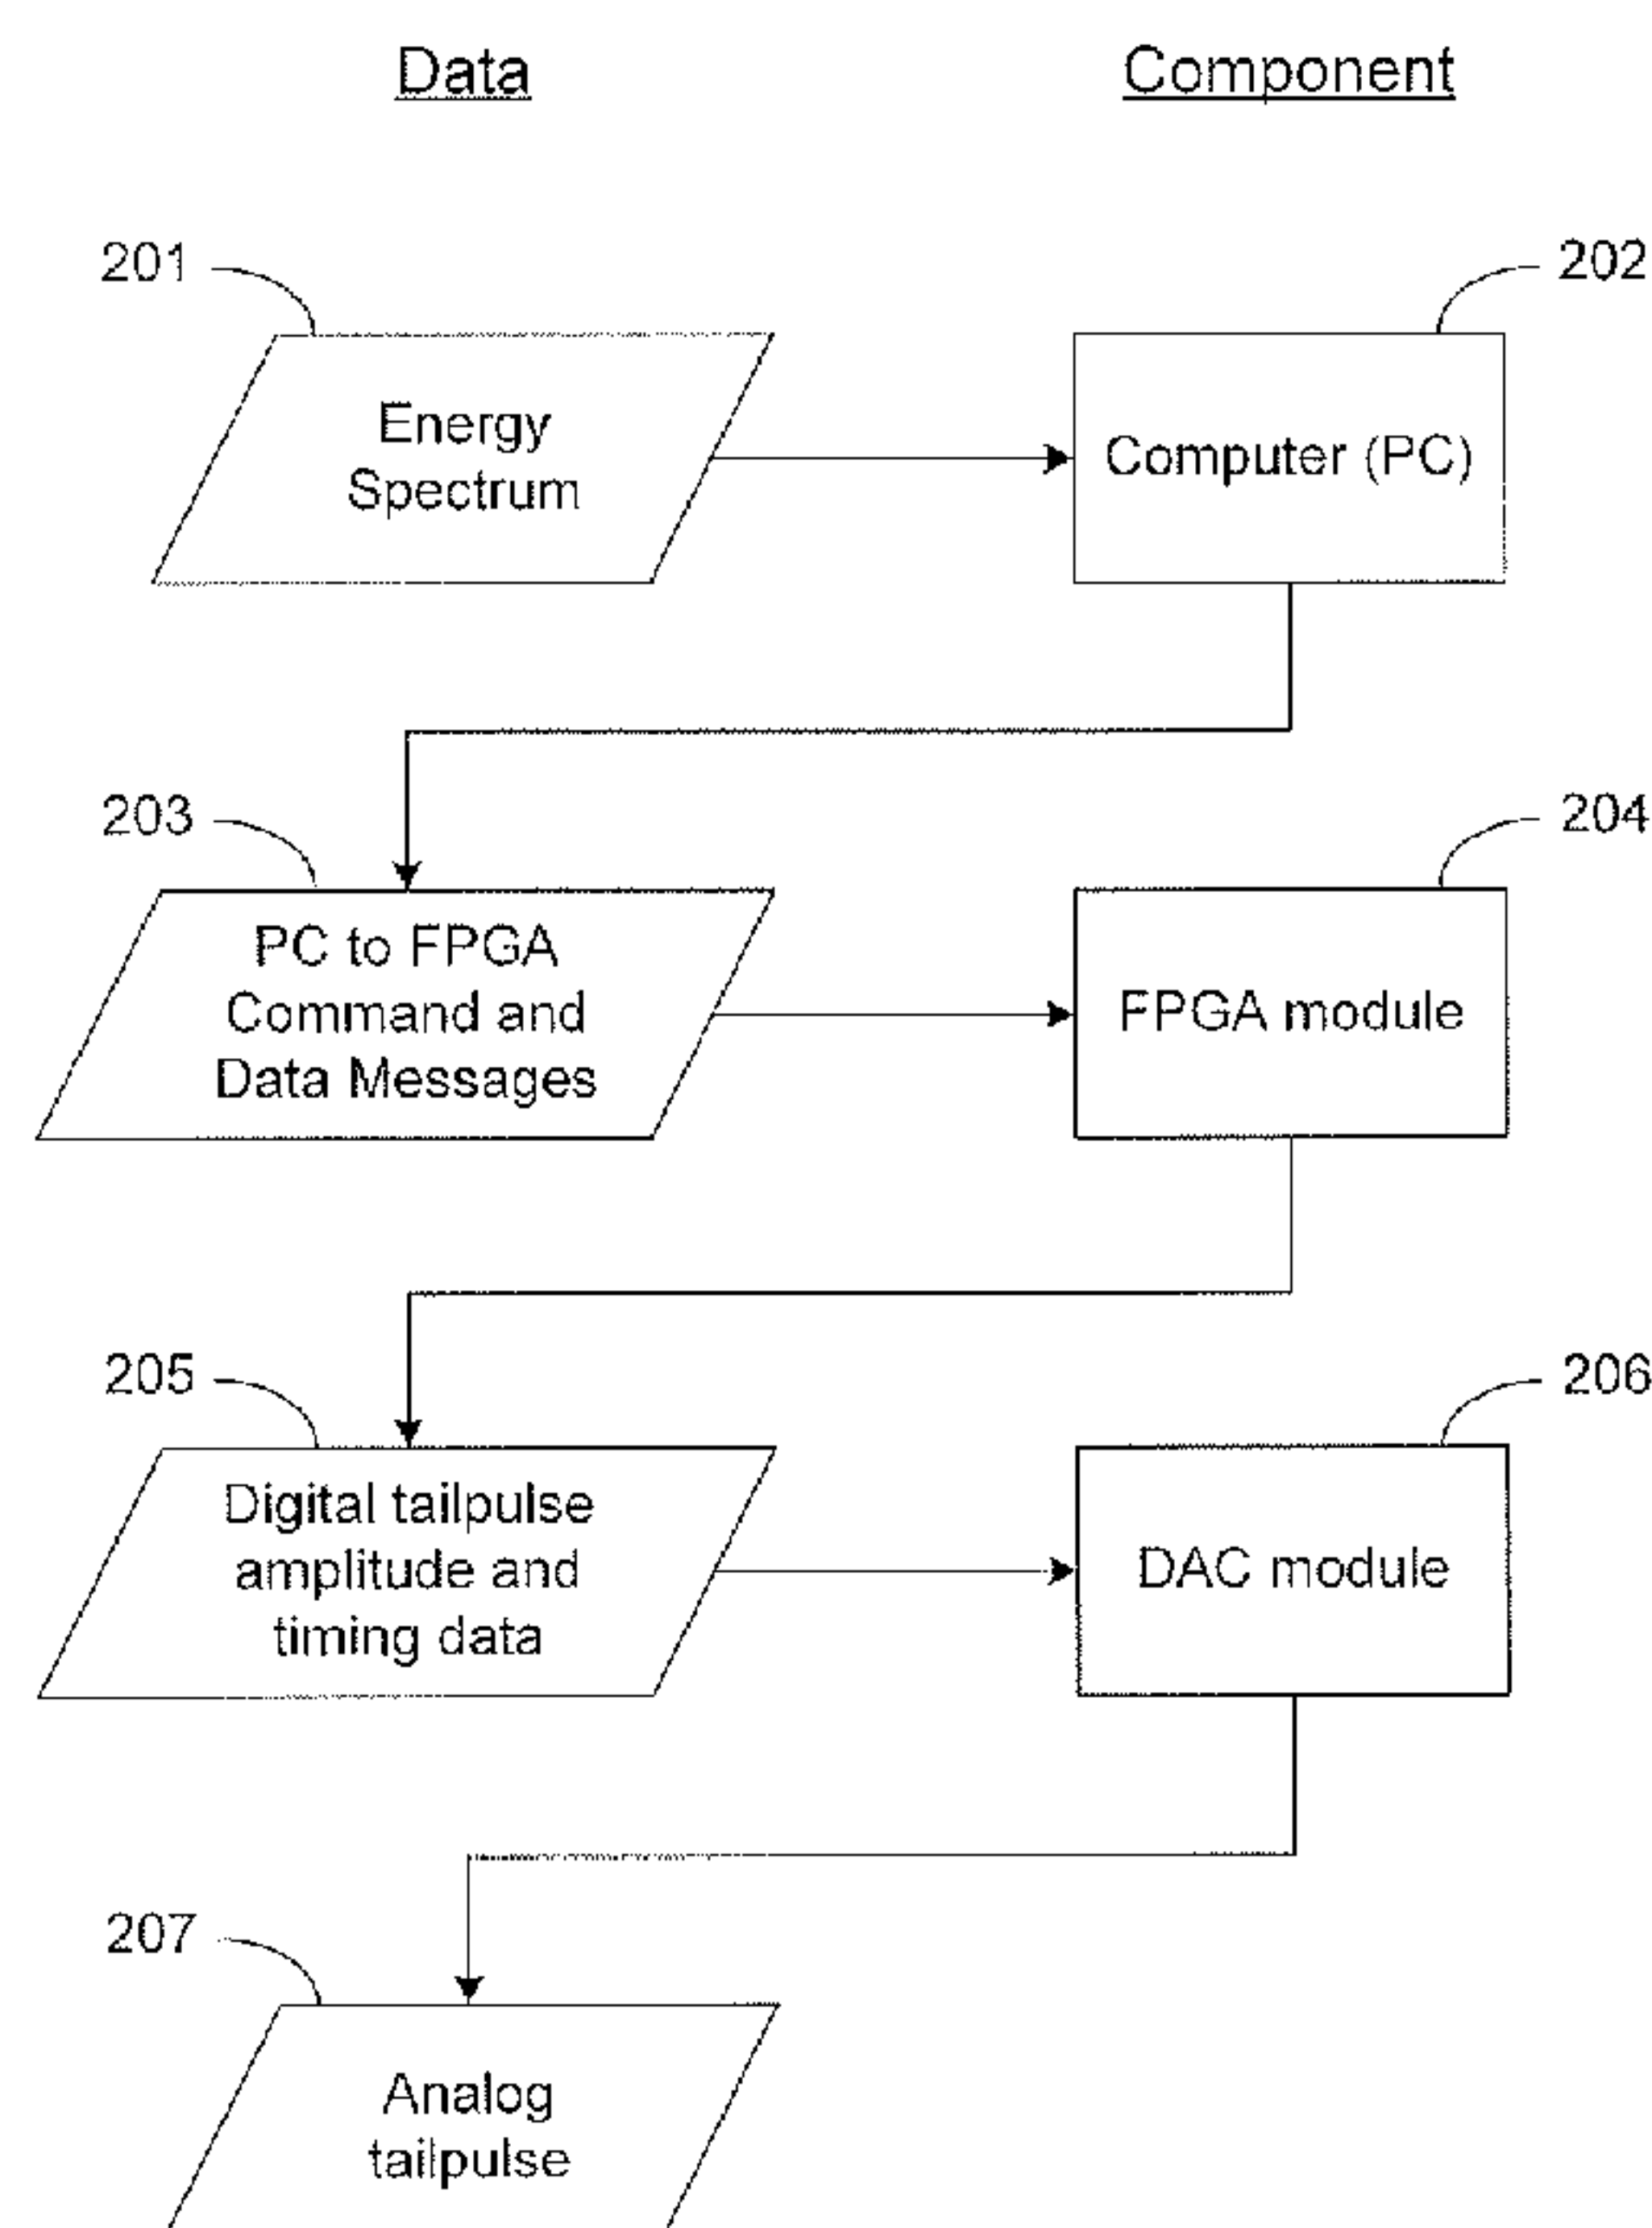 Data
Component
201
202
Energy
Spectrum
Computer (PC)
203
204
PC to FPGA
Command and
Data Messages
FPGA module
205
206
Digital tailpulse
amplitude and
timing data
DAC module
207
Analog
tailpulse